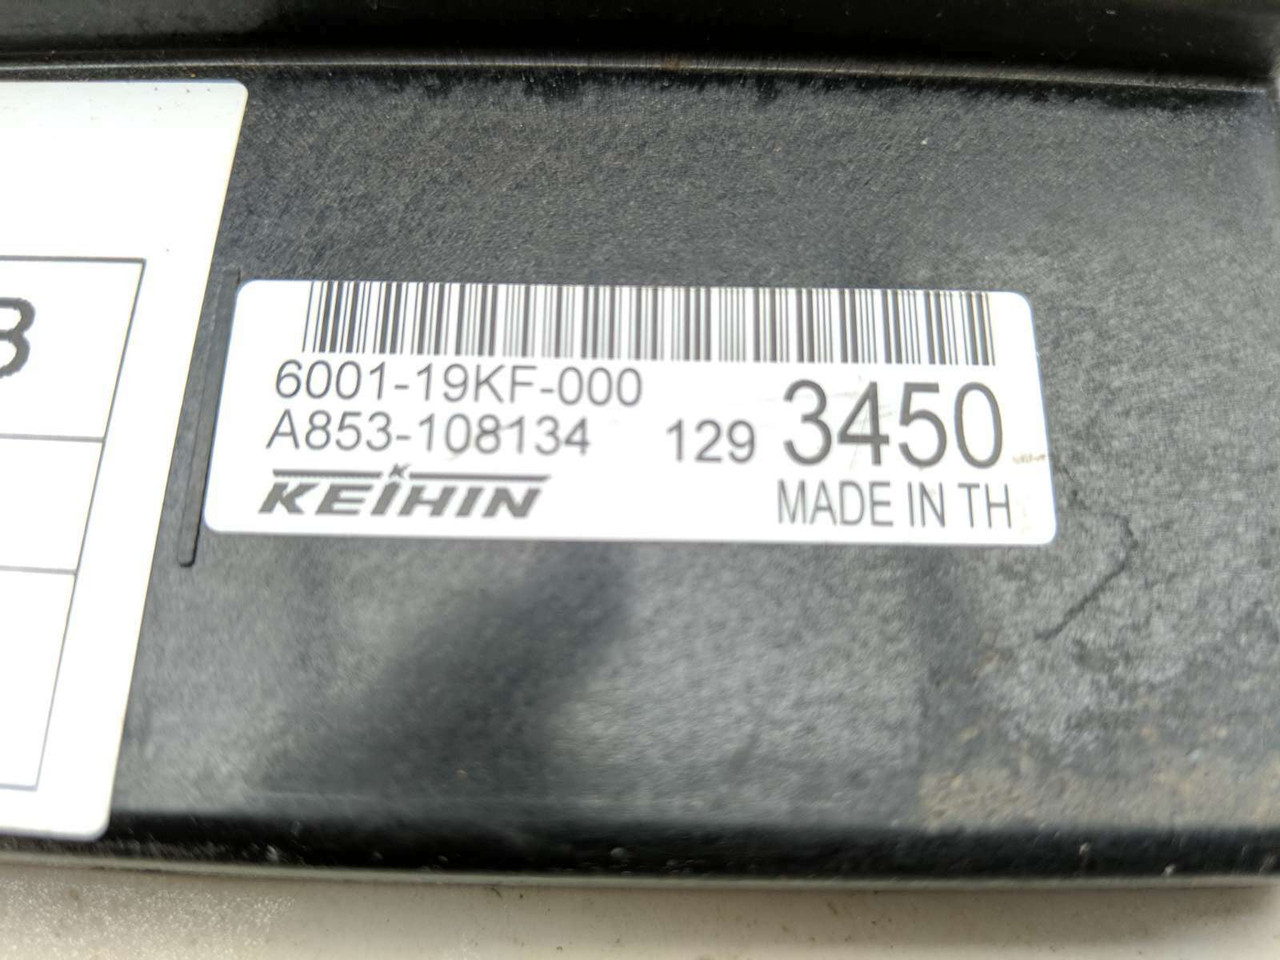 6001-19KF-000
A853-108134 129 3450
KEIHIN MADE IN TH